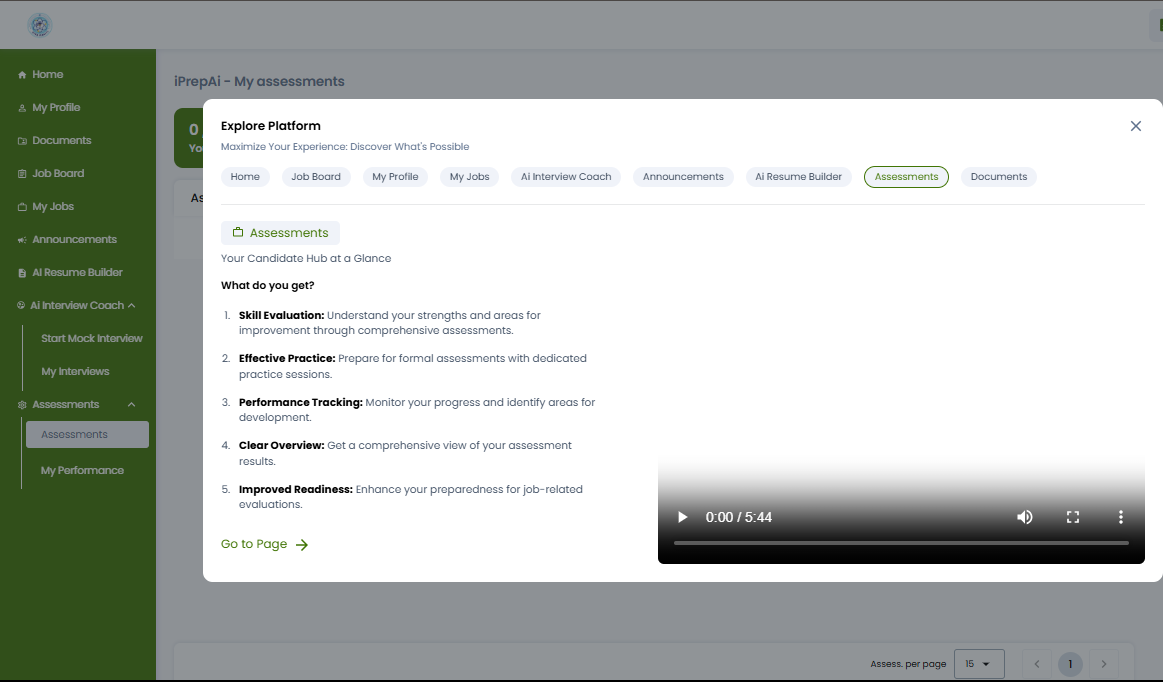 Home
My Profile
Documents
Job Board
My Jobs
Announcements
AI Resume Builder
Ai Interview Coach
Start Mock Interview
My Interviews
Assessments
Assessments
My Performance
iPrepAi - My assessments
0
Explore Platform
Maximize Your Experience: Discover What's Possible
Home Job Board My Profile My Jobs Ai Interview Coach Announcements Ai Resume Builder Assessments Documents
Assessments
Your Candidate Hub at a Glance
What do you get?
1. Skill Evaluation: Understand your strengths and areas for
improvement through comprehensive assessments.
2. Effective Practice: Prepare for formal assessments with dedicated
practice sessions.
3. Performance Tracking: Monitor your progress and identify areas for
development.
4. Clear Overview: Get a comprehensive view of your assessment
results.
5. Improved Readiness: Enhance your preparedness for job-related
evaluations.
Go to Page
0:00 / 5:44
Assess. per page 15 1